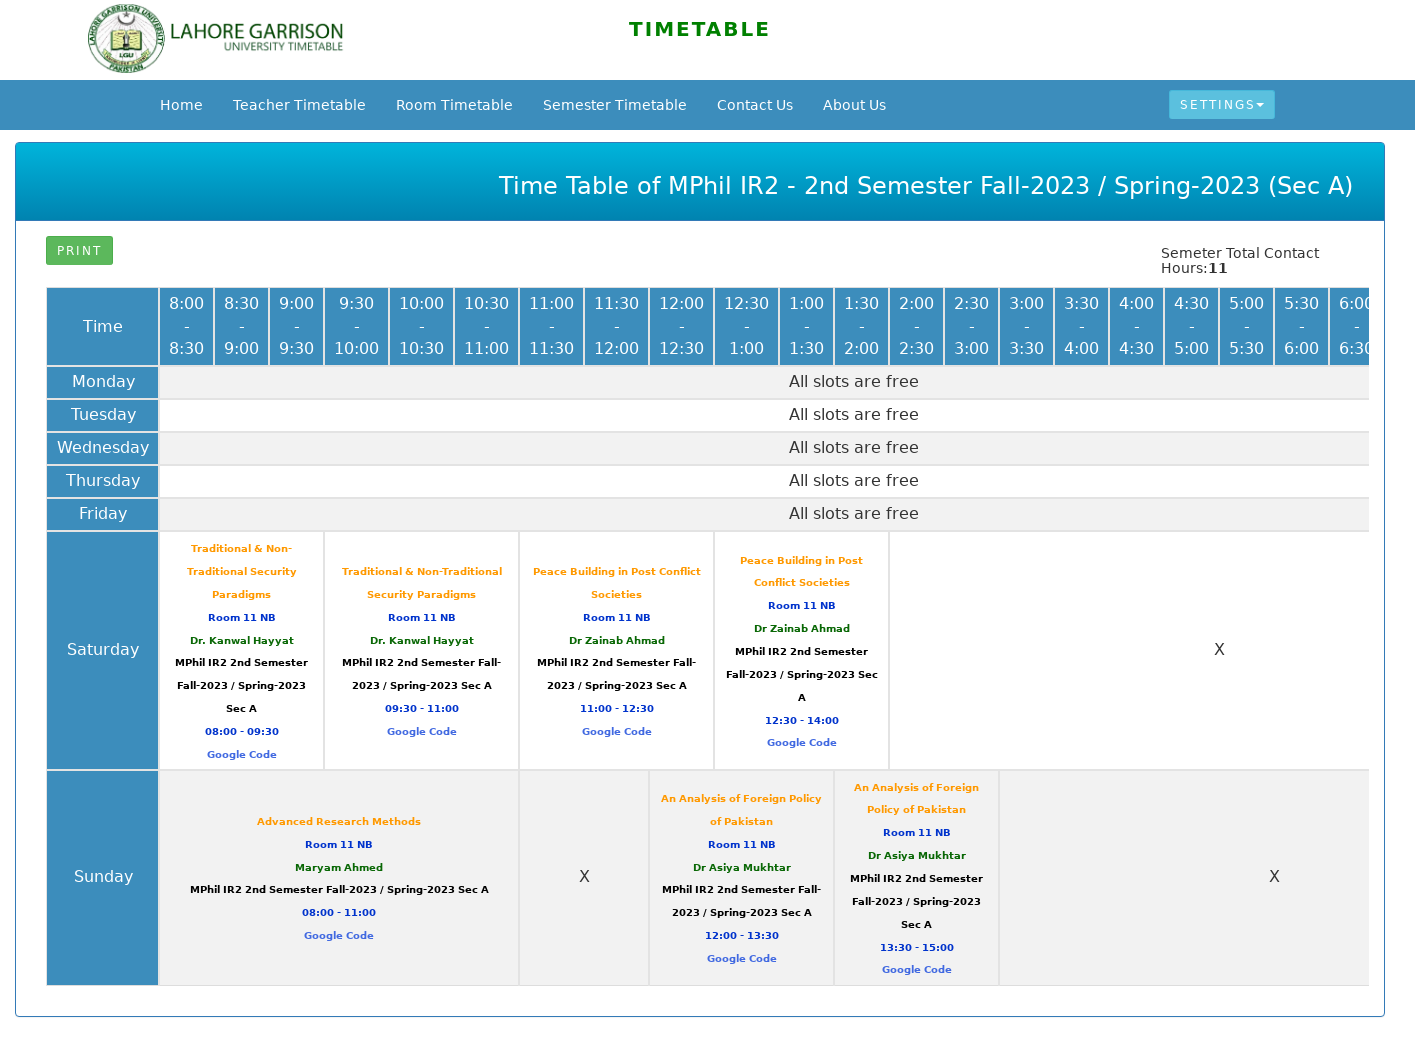 LAHORE GARRISON
UNIVERSITY TIMETABLE
TIMETABLE
Home Teacher Timetable Room Timetable Semester Timetable Contact Us About Us SETTINGS
Time Table of MPhil IR2 - 2nd Semester Fall-2023 / Spring-2023 (Sec A)
PRINT
Semeter Total Contact
Hours:11
Time
8:00 - 8:30
8:30 - 9:00
9:00 - 9:30
9:30 - 10:00
10:00 - 10:30
10:30 - 11:00
11:00 - 11:30
11:30 - 12:00
12:00 - 12:30
12:30 - 1:00
1:00 - 1:30
1:30 - 2:00
2:00 - 2:30
2:30 - 3:00
3:00 - 3:30
3:30 - 4:00
4:00 - 4:30
4:30 - 5:00
5:00 - 5:30
5:30 - 6:00
6:00 - 6:30
Monday All slots are free
Tuesday All slots are free
Wednesday All slots are free
Thursday All slots are free
Friday All slots are free
Saturday
Traditional & Non-
Traditional Security
Paradigms
Room 11 NB
Dr. Kanwal Hayyat
MPhil IR2 2nd Semester
Fall-2023 / Spring-2023
Sec A
08:00 - 09:30
Google Code
Traditional & Non-Traditional
Security Paradigms
Room 11 NB
Dr. Kanwal Hayyat
MPhil IR2 2nd Semester Fall-
2023 / Spring-2023 Sec A
09:30 - 11:00
Google Code
Peace Building in Post Conflict
Societies
Room 11 NB
Dr Zainab Ahmad
MPhil IR2 2nd Semester Fall-
2023 / Spring-2023 Sec A
11:00 - 12:30
Google Code
Peace Building in Post
Conflict Societies
Room 11 NB
Dr Zainab Ahmad
MPhil IR2 2nd Semester
Fall-2023 / Spring-2023 Sec
A
12:30 - 14:00
Google Code
X
Sunday
Advanced Research Methods
Room 11 NB
Maryam Ahmed
MPhil IR2 2nd Semester Fall-2023 / Spring-2023 Sec A
08:00 - 11:00
Google Code
X
An Analysis of Foreign Policy
of Pakistan
Room 11 NB
Dr Asiya Mukhtar
MPhil IR2 2nd Semester Fall-
2023 / Spring-2023 Sec A
12:00 - 13:30
Google Code
An Analysis of Foreign
Policy of Pakistan
Room 11 NB
Dr Asiya Mukhtar
MPhil IR2 2nd Semester
Fall-2023 / Spring-2023
Sec A
13:30 - 15:00
Google Code
X